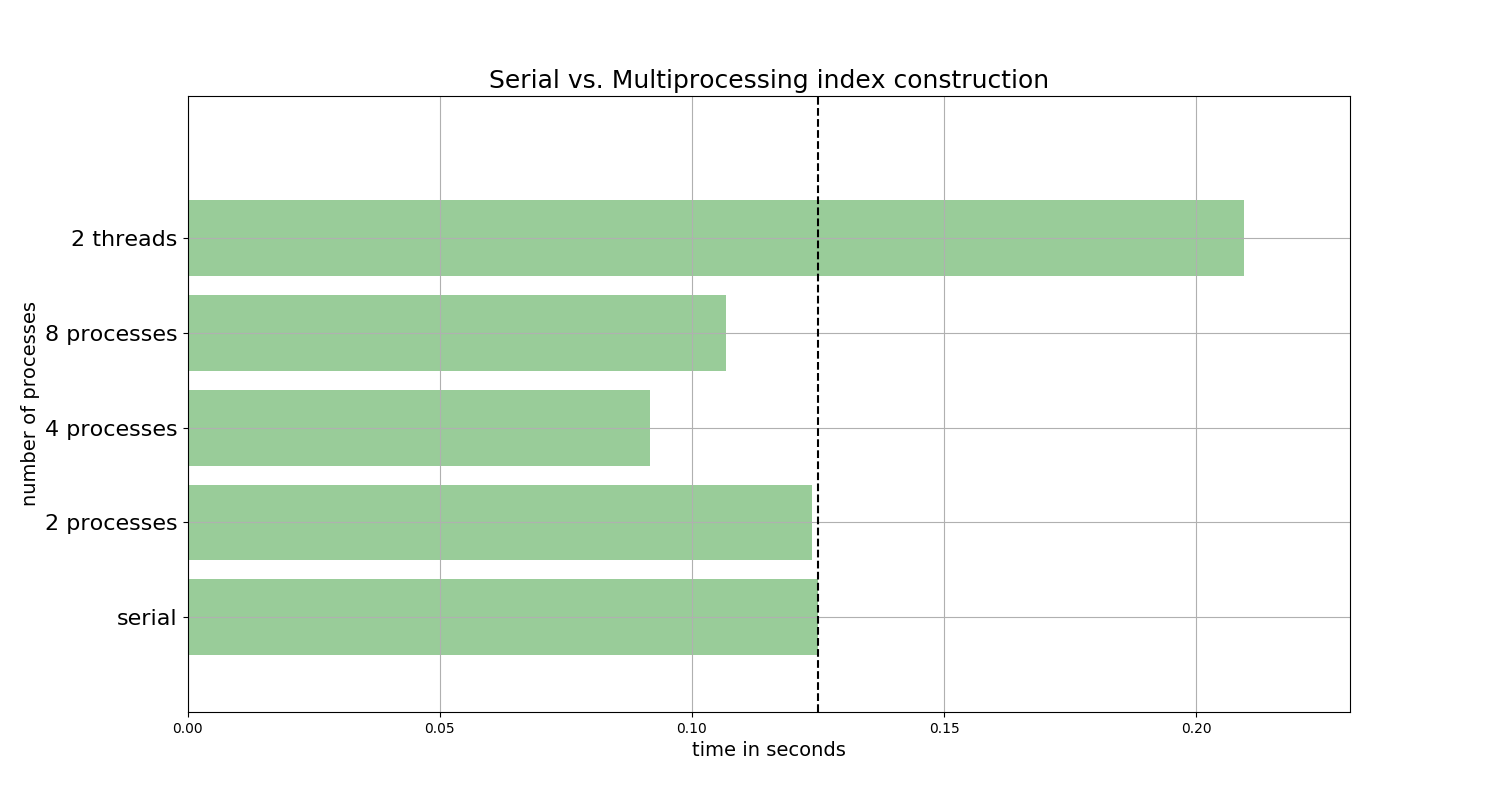 Serial vs. Multiprocessing index construction
number of processes
2 threads
8 processes
4 processes
2 processes
serial
0.00 0.05 0.10 0.15 0.20
time in seconds